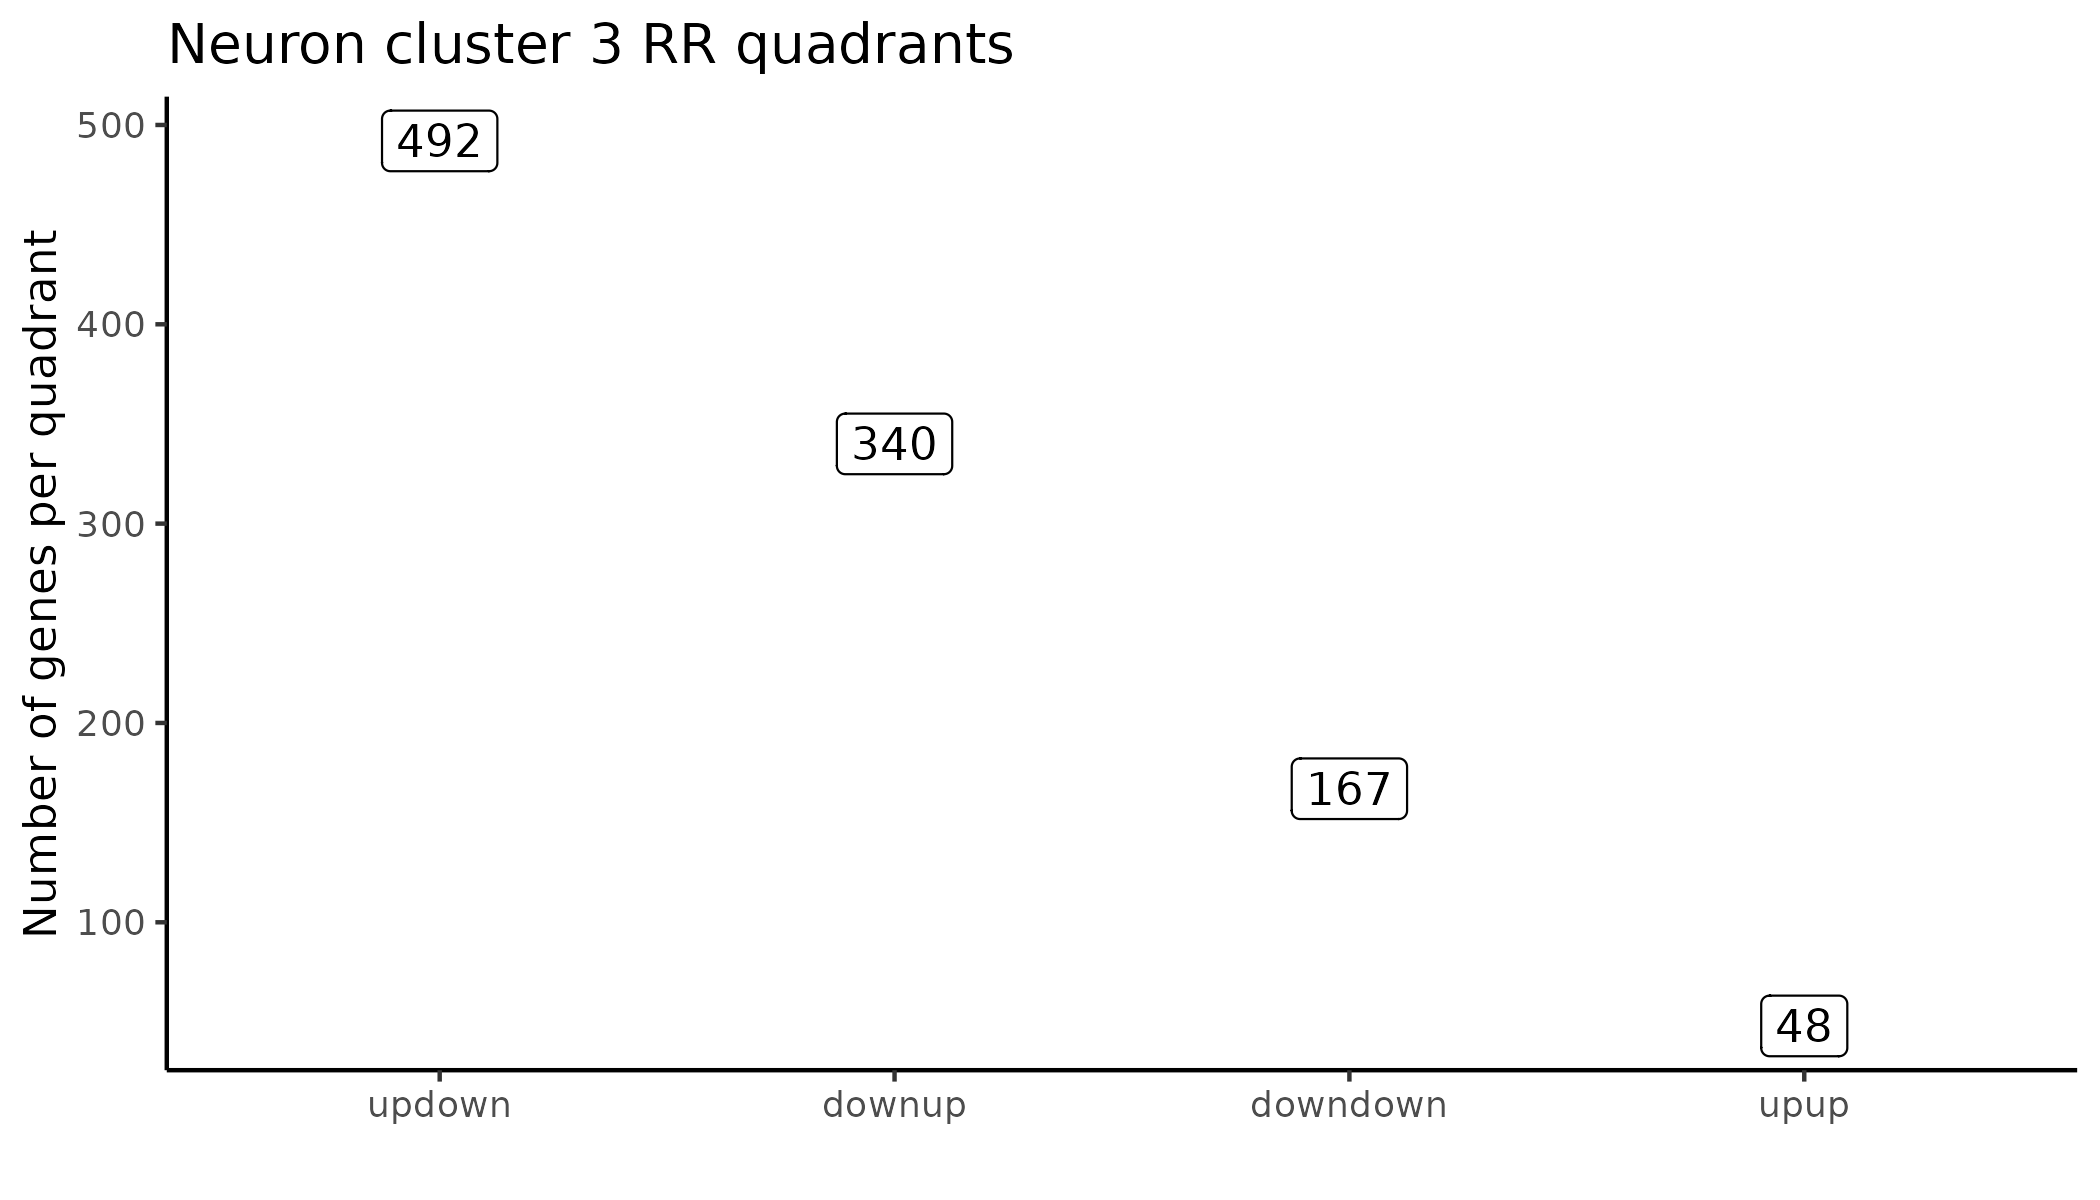 Neuron cluster 3 RR quadrants
Number of genes per quadrant
500
400
300
200
100
492
340
167
48
updown
downup
downdown
upup